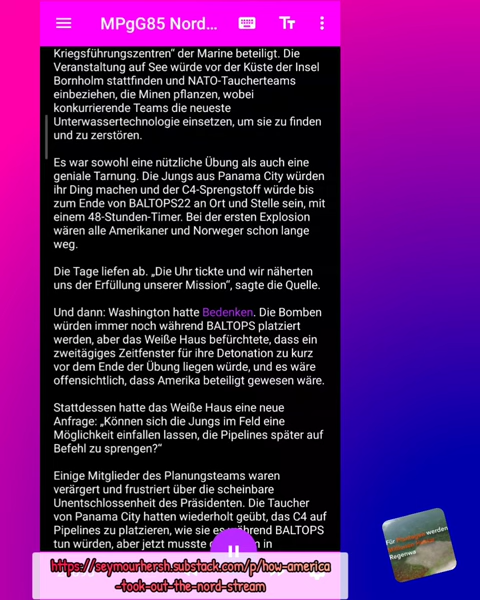 MPgG85 Nord...
Kriegsführungszentren“ der Marine beteiligt. Die
Veranstaltung auf See würde vor der Küste der Insel
Bornholm stattfinden und NATO-Taucherteams
einbeziehen, die Minen pflanzen, wobei
konkurrierende Teams die neueste
Unterwassertechnologie einsetzen, um sie zu finden
und zu zerstören.
Es war sowohl eine nützliche Übung als auch eine
geniale Tarnung. Die Jungs aus Panama City würden
ihr Ding machen und der C4-Sprengstoff würde bis
zum Ende von BALTOPS22 an Ort und Stelle sein, mit
einem 48-Stunden-Timer. Bei der ersten Explosion
wären alle Amerikaner und Norweger schon lange
weg.
Die Tage liefen ab. „Die Uhr tickte und wir näherten
uns der Erfüllung unserer Mission“, sagte die Quelle.
Und dann: Washington hatte Bedenken. Die Bomben
würden immer noch während BALTOPS platziert
werden, aber das Weiße Haus befürchtete, dass ein
zweitägiges Zeitfenster für ihre Detonation zu kurz
vor dem Ende der Übung liegen würde, und es wäre
offensichtlich, dass Amerika beteiligt gewesen wäre.
Stattdessen hatte das Weiße Haus eine neue
Anfrage: „Können sich die Jungs im Feld eine
Möglichkeit einfallen lassen, die Pipelines später auf
Befehl zu sprengen?“
Einige Mitglieder des Planungsteams waren
verärgert und frustriert über die scheinbare
Unentschlossenheit des Präsidenten. Die Taucher
von Panama City hatten wiederholt geübt, das C4 auf
Pipelines zu platzieren, wie sie es während BALTOPS
tun würden, aber jetzt musste in
https://seymourhersh.substack.com/p/how-america
-took-out-the-nord-stream
Für werden
Regenwa